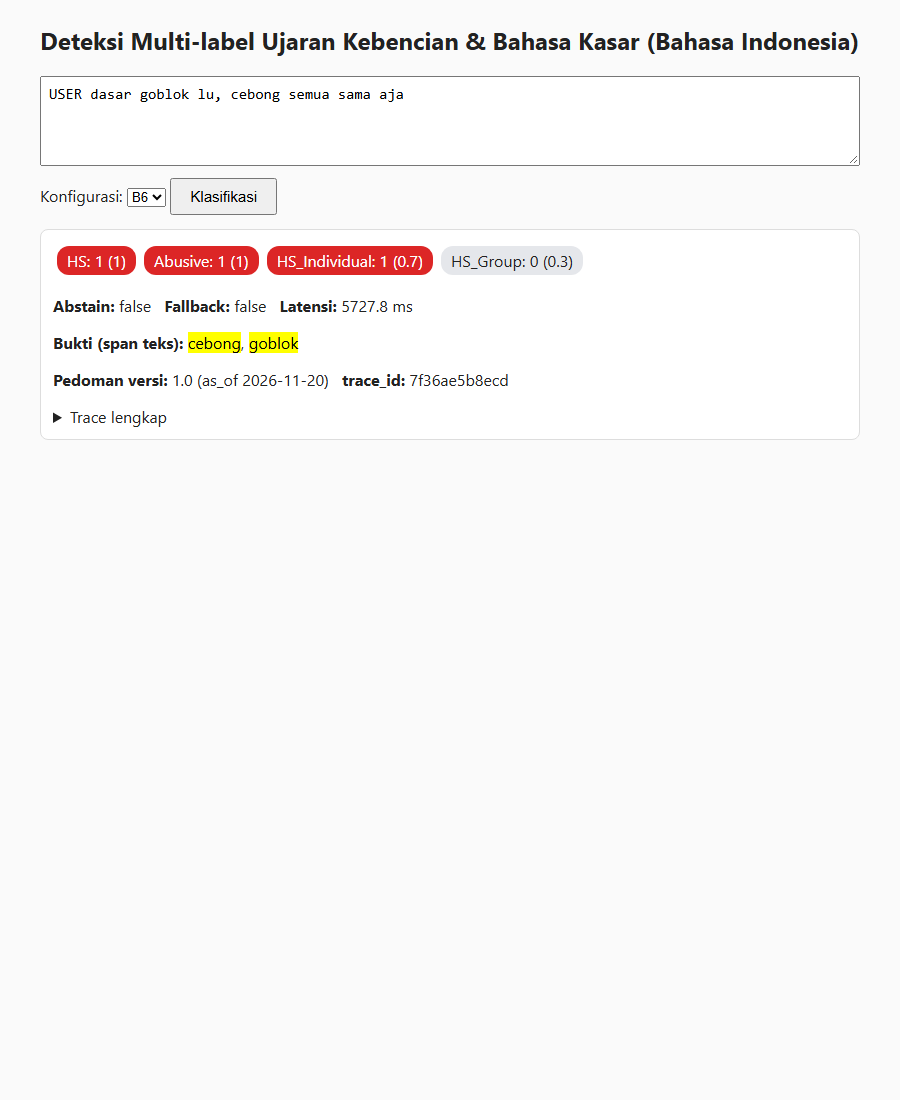 Deteksi Multi-label Ujaran Kebencian & Bahasa Kasar (Bahasa Indonesia)
USER dasar goblok lu, cebong semua sama aja
Konfigurasi: B6 Klasifikasi
HS: 1 (1) Abusive: 1 (1) HS_Individual: 1 (0.7) HS_Group: 0 (0.3)
Abstain: false Fallback: false Latensi: 5727.8 ms
Bukti (span teks): cebong, goblok
Pedoman versi: 1.0 (as_of 2026-11-20) trace_id: 7f36ae5b8ecd
Trace lengkap